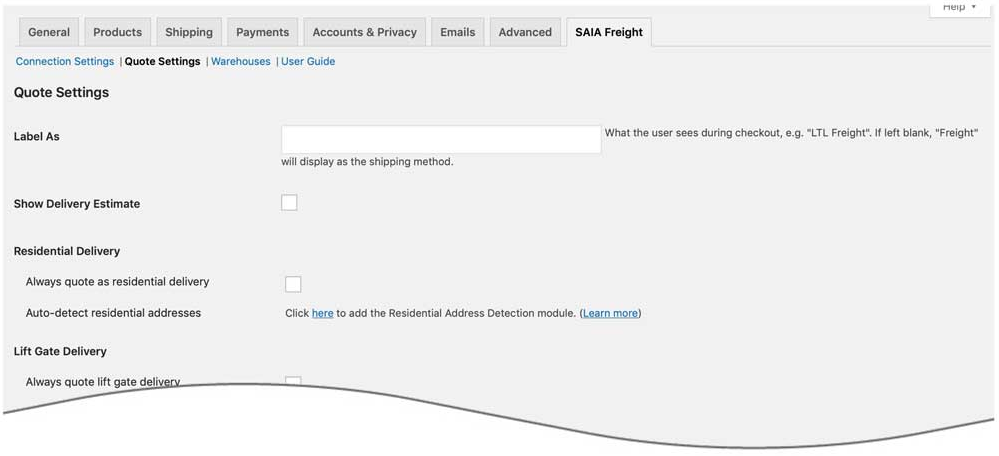 Help
General Products Shipping Payments Accounts & Privacy Emails Advanced SAIA Freight
Connection Settings | Quote Settings | Warehouses | User Guide
Quote Settings
Label As What the user sees during checkout, e.g. "LTL Freight". If left blank, "Freight"
will display as the shipping method.
Show Delivery Estimate
Residential Delivery
Always quote as residential delivery
Auto-detect residential addresses Click here to add the Residential Address Detection module. (Learn more)
Lift Gate Delivery
Always quote lift gate delivery